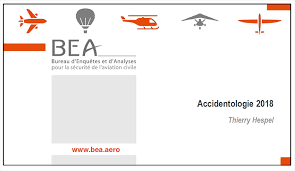 BEA
Bureau d'Enquêtes et d'Analyses
pour la sécurité de l'aviation civile
Accidentologie 2018
Thierry Hespel
www.bea.aero